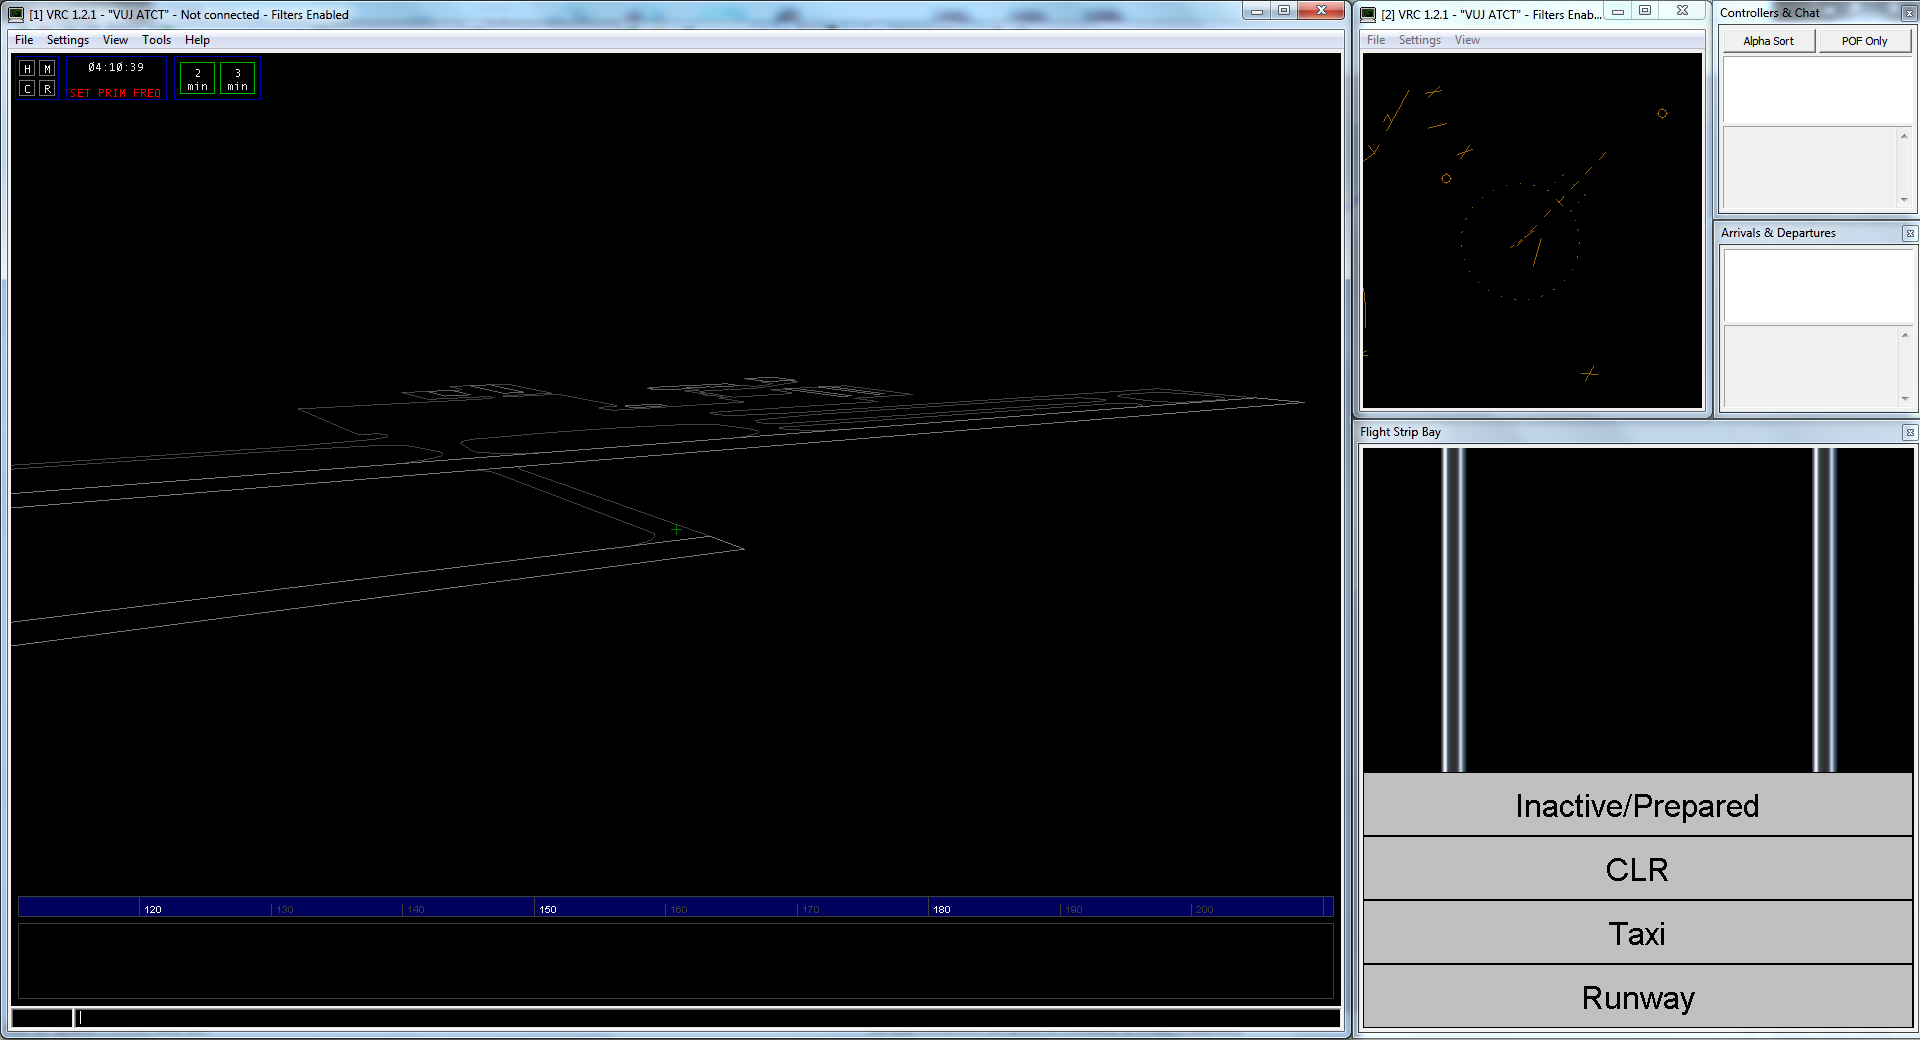 [1] VRC 1.2.1 - "VUJ ATCT" - Not connected - Filters Enabled
File Settings View Tools Help
H M
C R
04:10:39
SET PRIM FREQ
2 min
3 min
120 130 140 150 160 170 180 190 200
[2] VRC 1.2.1 - "VUJ ATCT" - Filters Enab...
File Settings View
Controllers & Chat
Alpha Sort POF Only
Arrivals & Departures
Flight Strip Bay
Inactive/Prepared
CLR
Taxi
Runway